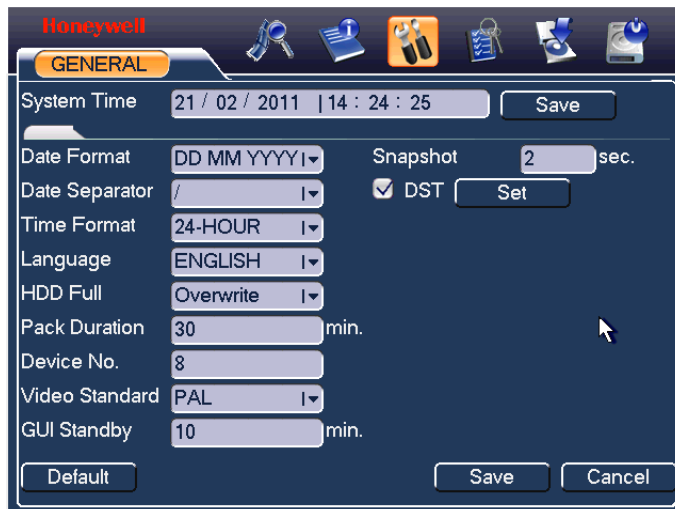 Honeywell
GENERAL
System Time 21 / 02 / 2011 | 14 : 24 : 25 Save
Date Format DD MM YYYY Snapshot 2 sec.
Date Separator / DST Set
Time Format 24-HOUR
Language ENGLISH
HDD Full Overwrite
Pack Duration 30 min.
Device No. 8
Video Standard PAL
GUI Standby 10 min.
Default Save Cancel